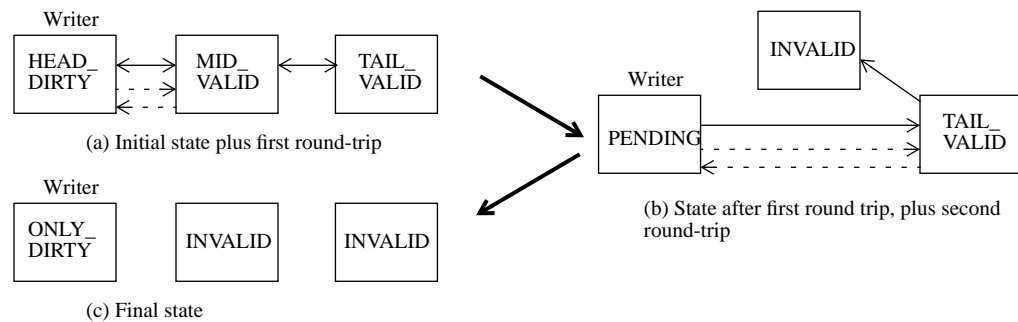 Writer
HEAD_
DIRTY
MID_
VALID
TAIL_
VALID
(a) Initial state plus first round-trip
INVALID
Writer
PENDING
TAIL_
VALID
(b) State after first round trip, plus second
round-trip
Writer
ONLY_
DIRTY
INVALID
INVALID
(c) Final state